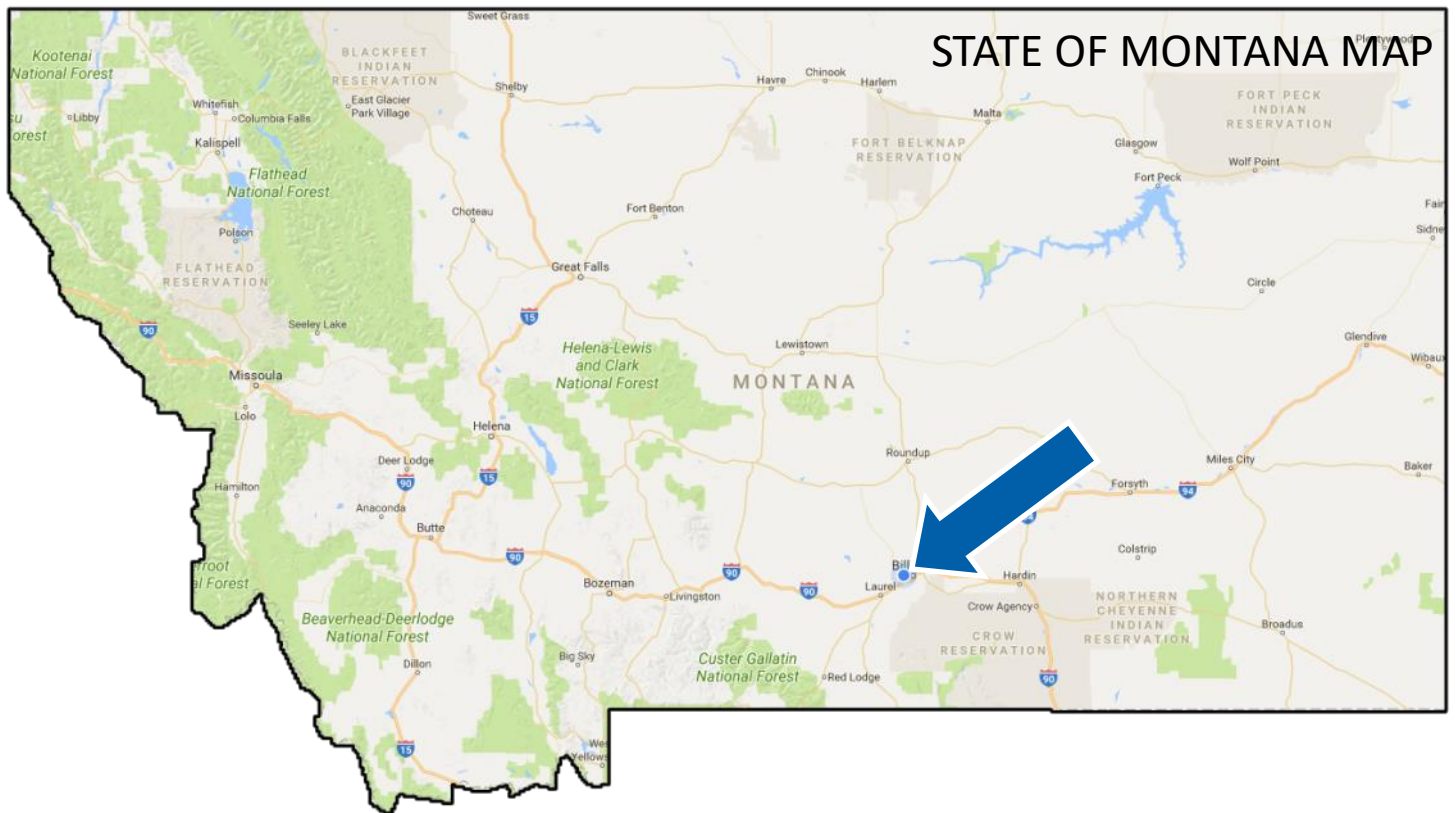 STATE OF MONTANA MAP
Sweet Grass
Kootenai
National Forest
BLACKFEET
INDIAN
RESERVATION
East Glacier
Park Village
Shelby
Havre
Chinook
Harlem
Malta
FORT PECK
INDIAN
RESERVATION
Whitefish
Columbia Falls
Libby
Kalispell
FORT BELKNAP
RESERVATION
Glasgow
Wolf Point
Fort Peck
Flathead
National Forest
Choteau
Fort Benton
Polson
FLATHEAD
RESERVATION
Great Falls
Circle
15
90
Seeley Lake
Helena-Lewis
and Clark
National Forest
Lewistown
Glendive
MONTANA
Missoula
Lolo
Helena
Deer Lodge
90
15
Roundup
Miles City
Baker
Hamilton
Anaconda
Butte
Forsyth
94
90
Colstrip
Bozeman
Livingston
90
90
Laurel
Hardin
Crow Agency
NORTHERN
CHEYENNE
INDIAN
RESERVATION
Broadus
Beaverhead-Deerlodge
National Forest
CROW
RESERVATION
Dillon
Big Sky
Custer Gallatin
National Forest
Red Lodge
90
15